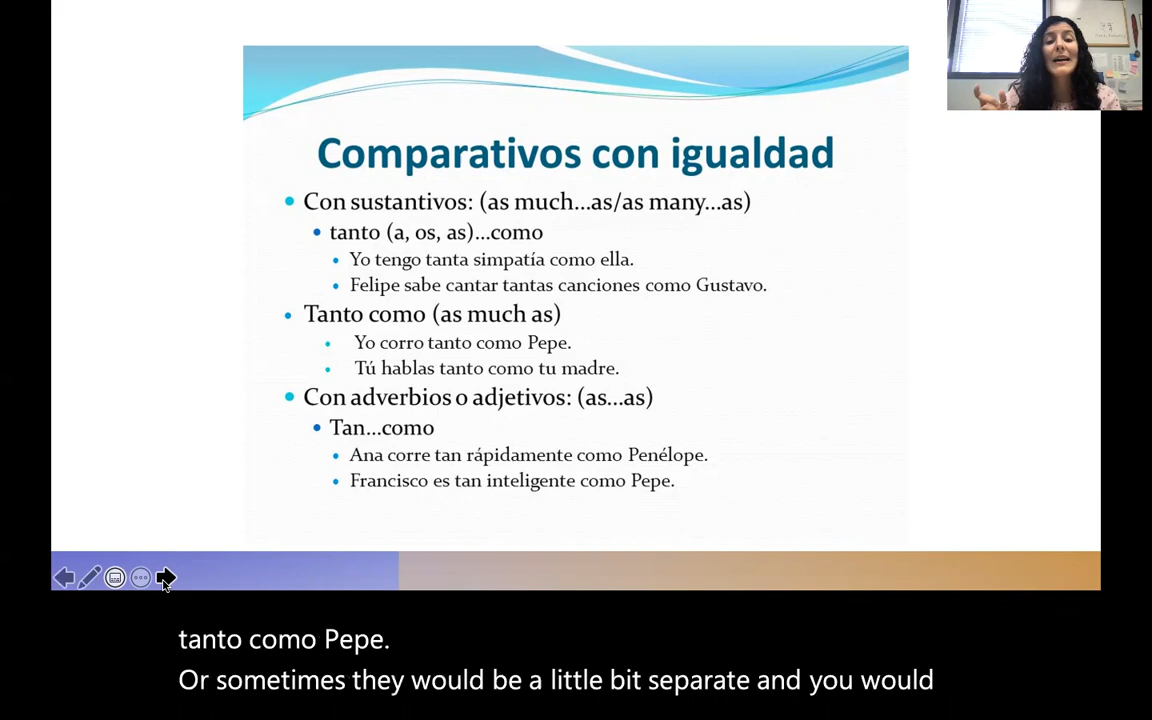 Comparativos con igualdad
Con sustantivos: (as much...as/as many...as)
tanto (a, os, as)...como
Yo tengo tanta simpatía como ella.
Felipe sabe cantar tantas canciones como Gustavo.
Tanto como (as much as)
Yo corro tanto como Pepe.
Tú hablas tanto como tu madre.
Con adverbios o adjetivos: (as...as)
Tan...como
Ana corre tan rápidamente como Penélope.
Francisco es tan inteligente como Pepe.
tanto como Pepe.
Or sometimes they would be a little bit separate and you would